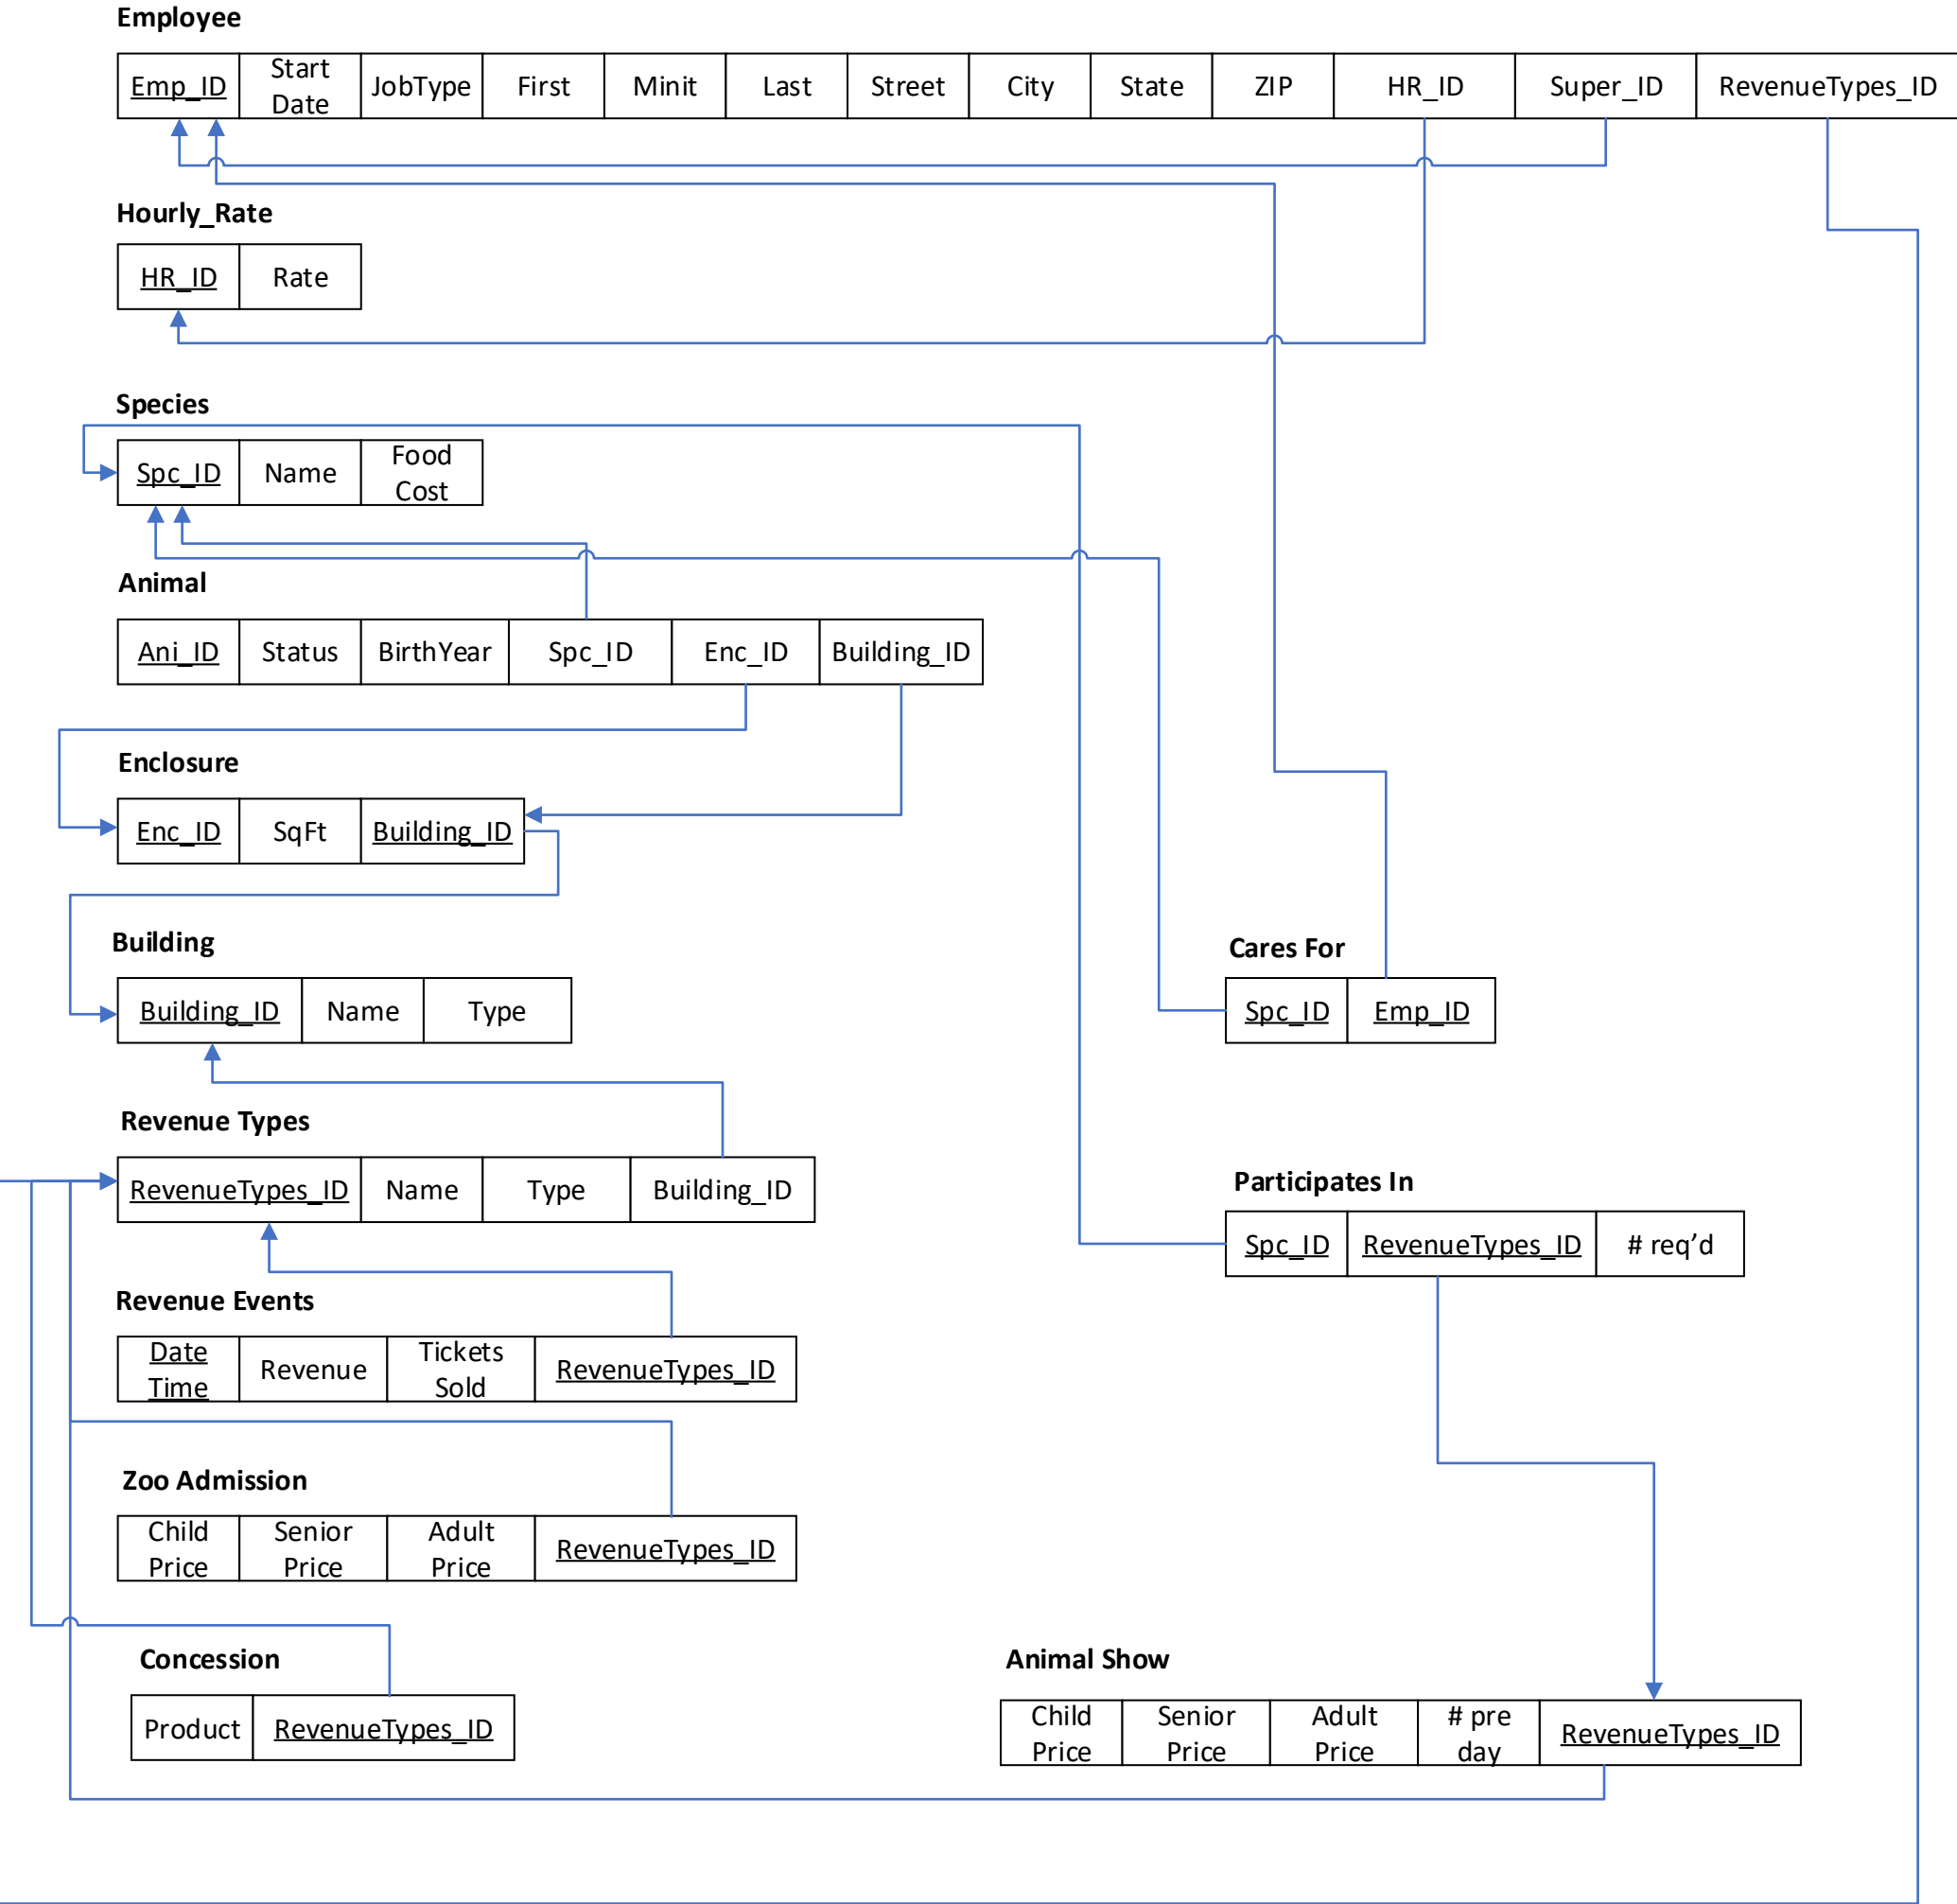 Employee
Emp_ID Start Date JobType First Minit Last Street City State ZIP HR_ID Super_ID RevenueTypes_ID
Hourly_Rate
HR_ID Rate
Species
Spc_ID Name Food Cost
Animal
Ani_ID Status BirthYear Spc_ID Enc_ID Building_ID
Enclosure
Enc_ID SqFt Building_ID
Building
Building_ID Name Type
Cares For
Spc_ID Emp_ID
Revenue Types
RevenueTypes_ID Name Type Building_ID
Participates In
Spc_ID RevenueTypes_ID # req’d
Revenue Events
Date Time Revenue Tickets Sold RevenueTypes_ID
Zoo Admission
Child Price Senior Price Adult Price RevenueTypes_ID
Concession
Product RevenueTypes_ID
Animal Show
Child Price Senior Price Adult Price # pre day RevenueTypes_ID